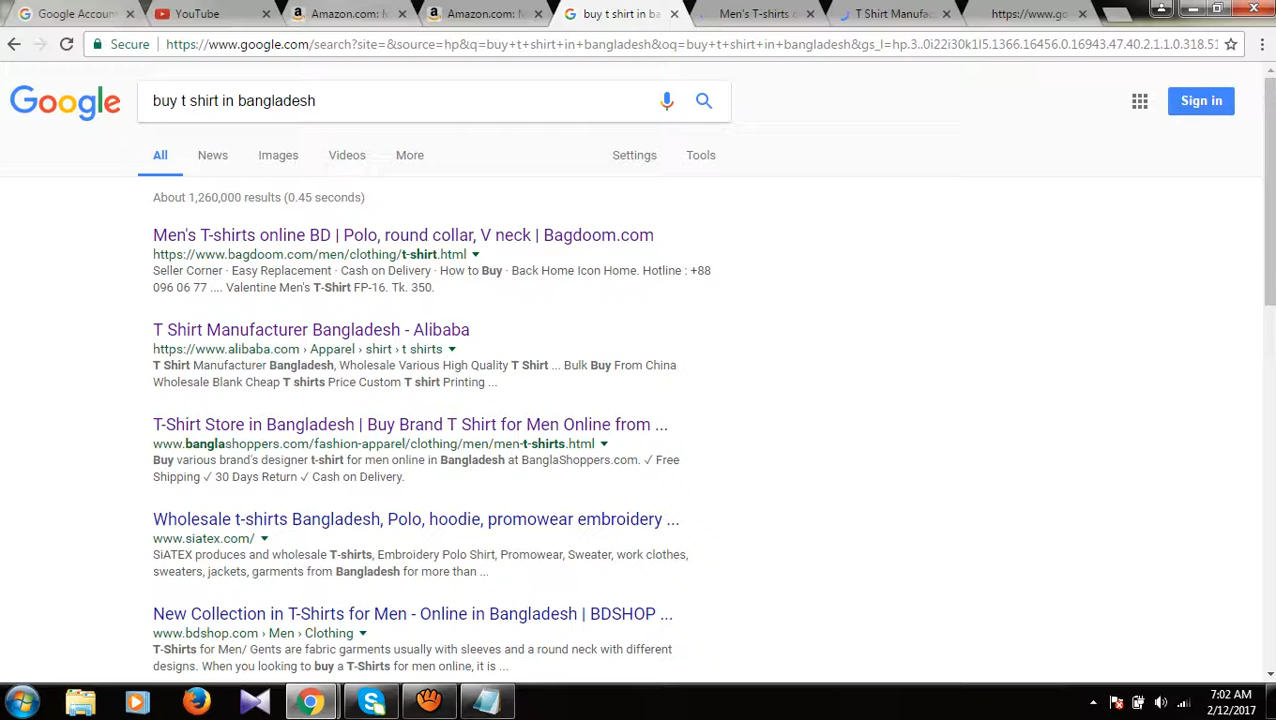 Google Accoun
YouTube
Amazon.com: M
Amazon.com: M
buy t shirt in ba
Men's T-shirts o
T Shirt Manufac
https://www.go
Secure
https://www.google.com/search?site=&source=hp&q=buy+t+shirt+in+bangladesh&oq=buy+t+shirt+in+bangladesh&gs_l=hp.3..0i22i30k1l5.1366.16456.0.16943.47.40.2.1.1.0.318.51
Google
buy t shirt in bangladesh
Sign in
All News Images Videos More Settings Tools
About 1,260,000 results (0.45 seconds)
Men's T-shirts online BD | Polo, round collar, V neck | Bagdoom.com
https://www.bagdoom.com/men/clothing/t-shirt.html
Seller Corner · Easy Replacement · Cash on Delivery · How to Buy · Back Home Icon Home. Hotline : +88
096 06 77 .... Valentine Men's T-Shirt FP-16. Tk. 350.
T Shirt Manufacturer Bangladesh - Alibaba
https://www.alibaba.com › Apparel › shirt › t shirts
T Shirt Manufacturer Bangladesh, Wholesale Various High Quality T Shirt ... Bulk Buy From China
Wholesale Blank Cheap T shirts Price Custom T shirt Printing ...
T-Shirt Store in Bangladesh | Buy Brand T Shirt for Men Online from ...
www.banglashoppers.com/fashion-apparel/clothing/men/men-t-shirts.html
Buy various brand's designer t-shirt for men online in Bangladesh at BanglaShoppers.com. ✓ Free
Shipping ✓ 30 Days Return ✓ Cash on Delivery.
Wholesale t-shirts Bangladesh, Polo, hoodie, promowear embroidery ...
www.siatex.com/
SiATEX produces and wholesale T-shirts, Embroidery Polo Shirt, Promowear, Sweater, work clothes,
sweaters, jackets, garments from Bangladesh for more than ...
New Collection in T-Shirts for Men - Online in Bangladesh | BDSHOP ...
www.bdshop.com › Men › Clothing
T-Shirts for Men/ Gents are fabric garments usually with sleeves and a round neck with different
designs. When you looking to buy a T-Shirts for men online, it is ...
7:02 AM
2/12/2017